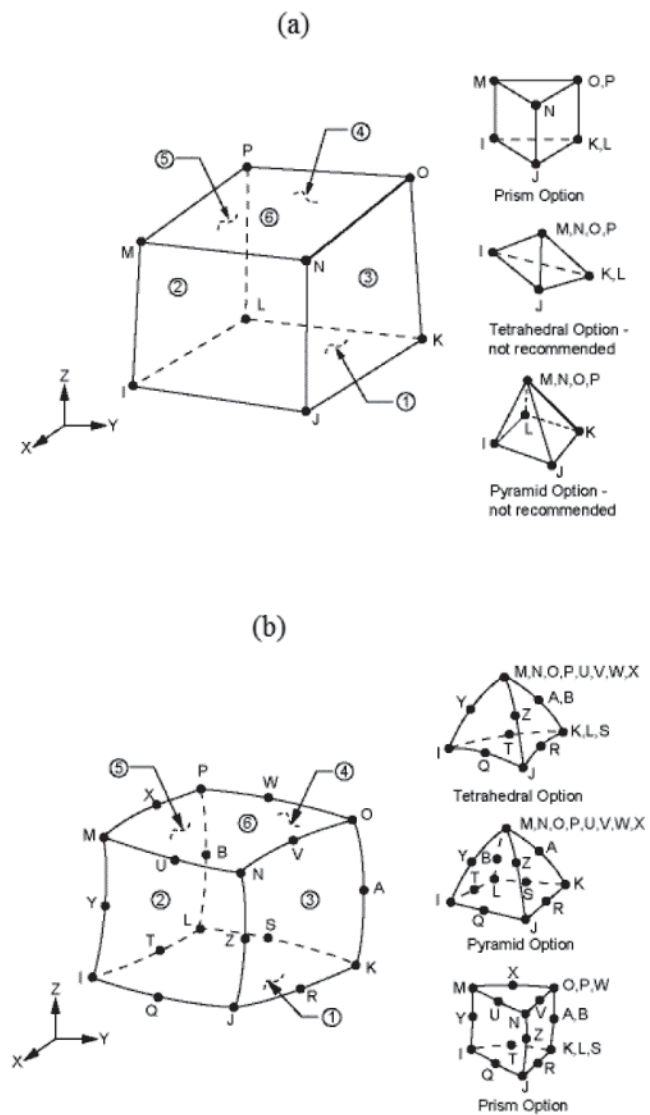 (a)
M O,P
N
I K,L
J
Prism Option
P ④ O
⑤ ⑥
M N
② ③
L K
I J ①
Z
X Y
M,N,O,P
I K,L
J
Tetrahedral Option -
not recommended
M,N,O,P
I L K
J
Pyramid Option -
not recommended
(b)
M,N,O,P,U,V,W,X
Y A,B
Z
K,L,S
I T R
Q J
Tetrahedral Option
⑤ P W ④
X ⑥ O
M V
U B N
Y ② ③ A
L S
T Z K
I R
Q J ①
Z
X Y
M,N,O,P,U,V,W,X
Y B Z A
T L S K
I R
Q J
Pyramid Option
X
M O,P,W
U N V
Y Z A,B
I T K,L,S
Q R
J
Prism Option